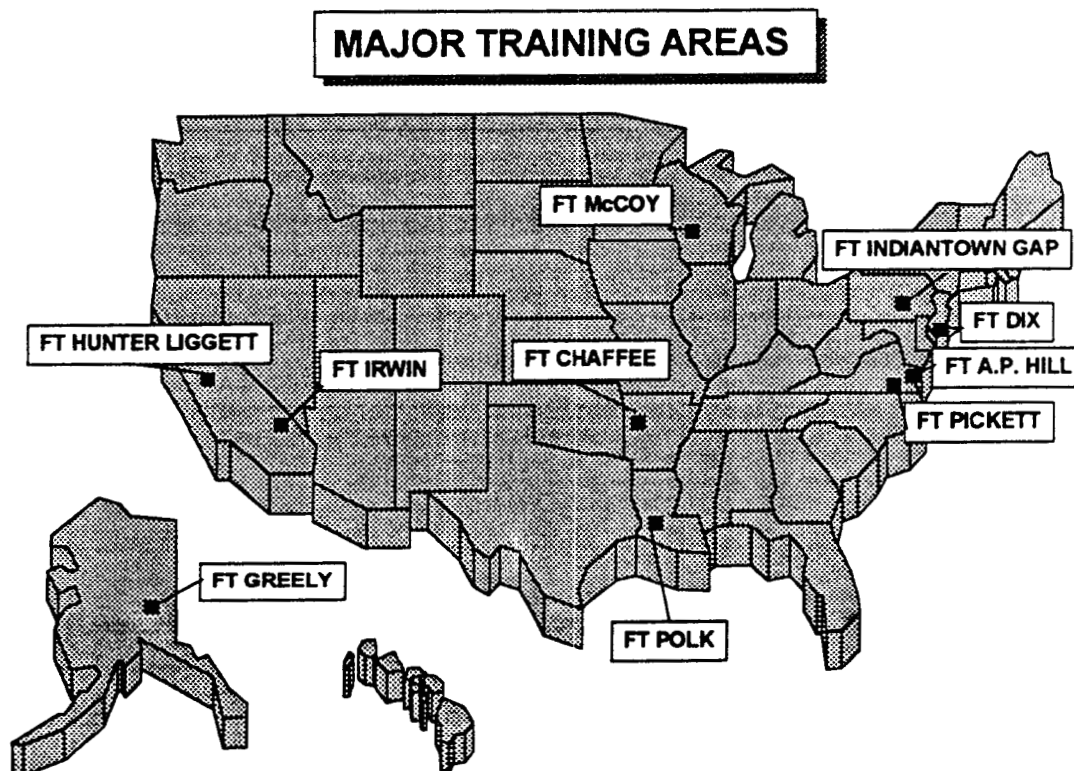 MAJOR TRAINING AREAS
FT McCOY
FT INDIANTOWN GAP
FT HUNTER LIGGETT
FT IRWIN
FT CHAFFEE
FT DIX
FT A.P. HILL
FT PICKETT
FT GREELY
FT POLK